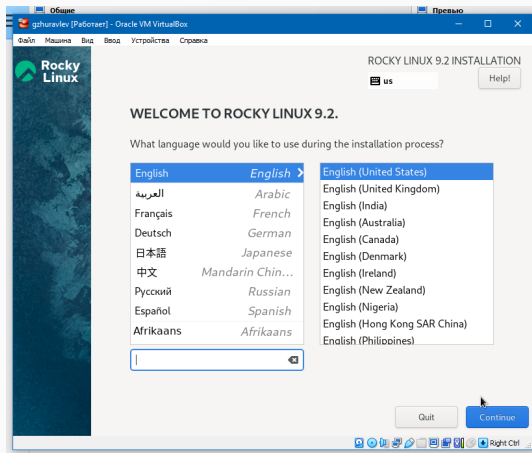 Общие
Превью
gzhuravlev [Работает] - Oracle VM VirtualBox
Файл Машина Вид Ввод Устройства Справка
Rocky
Linux
ROCKY LINUX 9.2 INSTALLATION
us
Help!
WELCOME TO ROCKY LINUX 9.2.
What language would you like to use during the installation process?
English English
العربية Arabic
Français French
Deutsch German
日本語 Japanese
中文 Mandarin Chin...
Русский Russian
Español Spanish
Afrikaans Afrikaans
English (United States)
English (United Kingdom)
English (India)
English (Australia)
English (Canada)
English (Denmark)
English (Ireland)
English (New Zealand)
English (Nigeria)
English (Hong Kong SAR China)
English (Philippines)
Quit
Continue
Right Ctrl